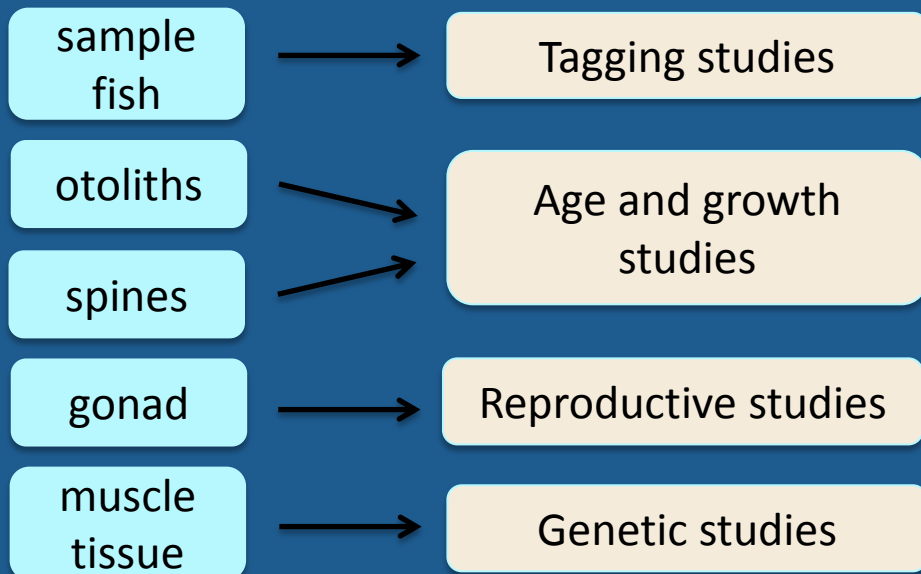 sample
fish
Tagging studies
otoliths
spines
Age and growth
studies
gonad
Reproductive studies
muscle
tissue
Genetic studies